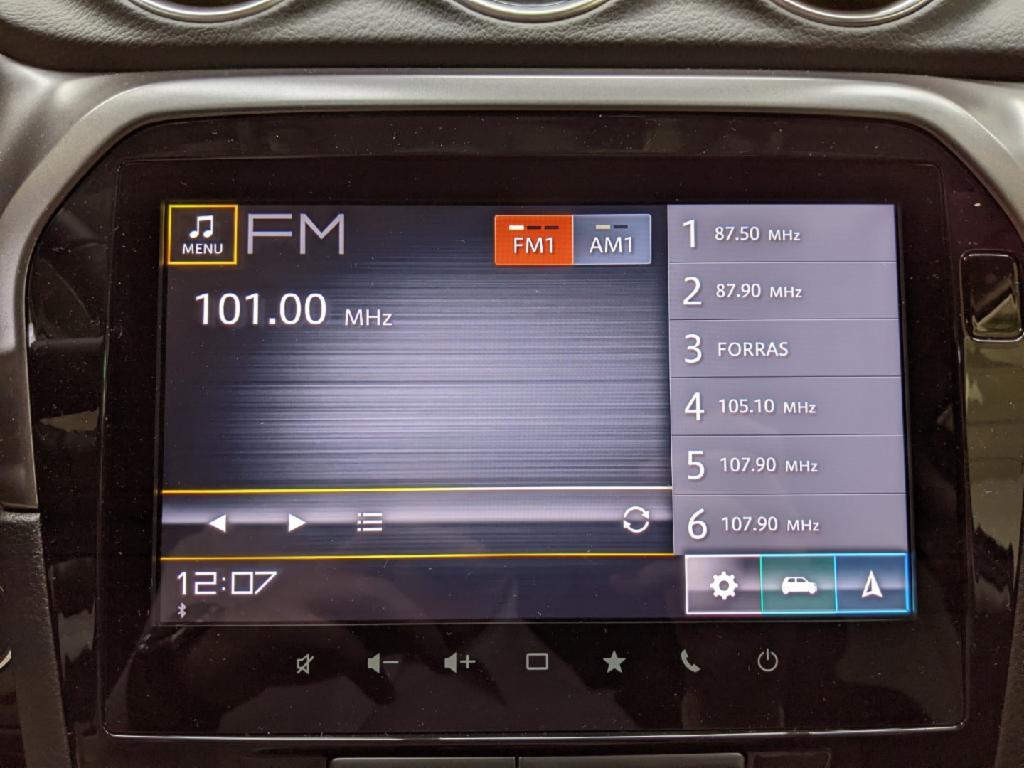 MENU
FM
FM1
AM1
101.00 MHz
1 87.50 MHz
2 87.90 MHz
3 FORRAS
4 105.10 MHz
5 107.90 MHz
6 107.90 MHz
12:07